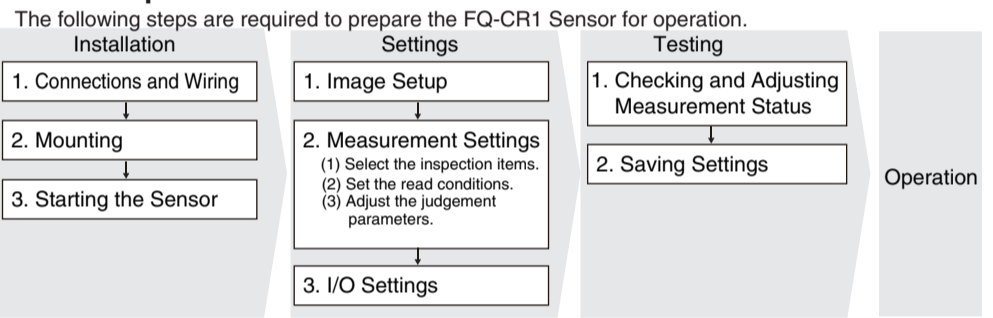 The following steps are required to prepare the FQ-CR1 Sensor for operation.
Installation
1. Connections and Wiring
2. Mounting
3. Starting the Sensor
Settings
1. Image Setup
2. Measurement Settings
(1) Select the inspection items.
(2) Set the read conditions.
(3) Adjust the judgement
parameters.
3. I/O Settings
Testing
1. Checking and Adjusting
Measurement Status
2. Saving Settings
Operation